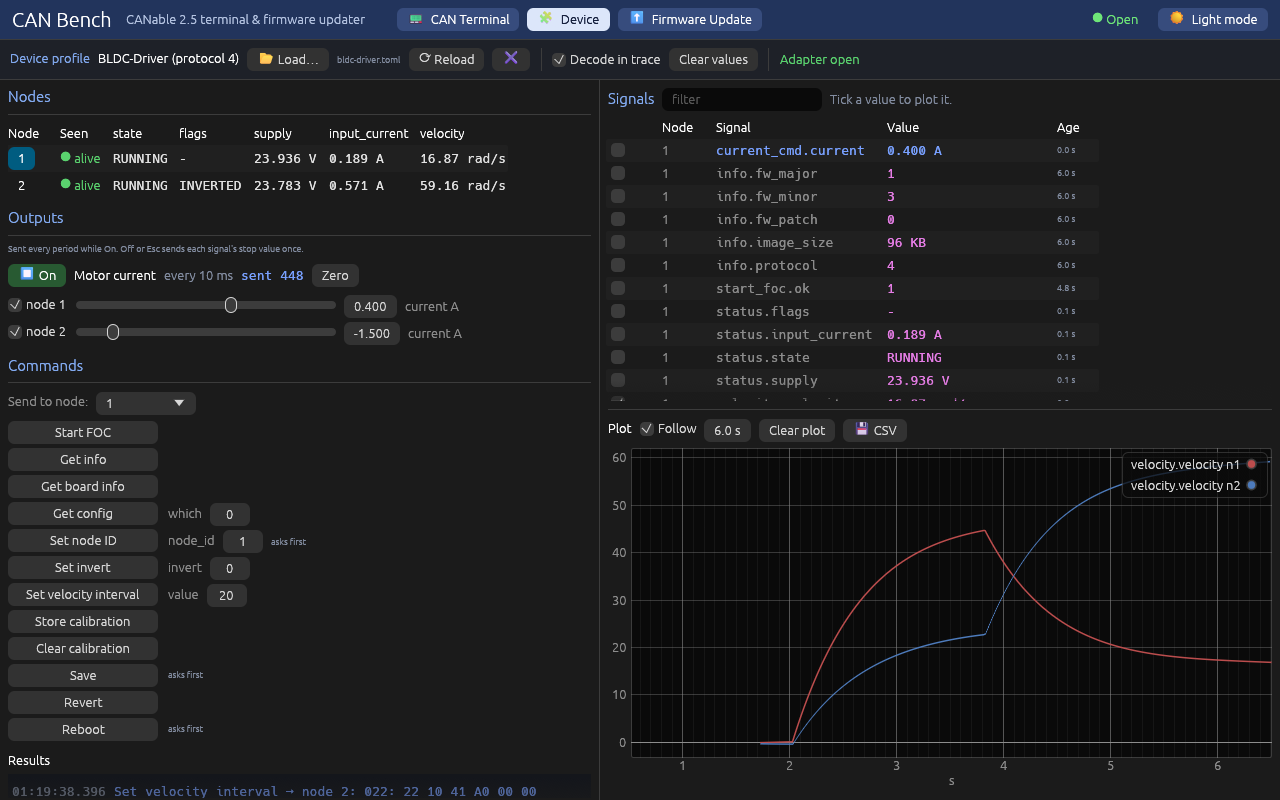 CAN Bench CANable 2.5 terminal & firmware updater CAN Terminal Device Firmware Update Open Light mode
Device profile BLDC-Driver (protocol 4) Load... bldc-driver.toml Reload Decode in trace Clear values Adapter open
Nodes
Node Seen state flags supply input_current velocity
1 alive RUNNING - 23.936 V 0.189 A 16.87 rad/s
2 alive RUNNING INVERTED 23.783 V 0.571 A 59.16 rad/s
Outputs
Sent every period while On. Off or Esc sends each signal's stop value once.
On Motor current every 10 ms sent 448 Zero
node 1 0.400 current A
node 2 -1.500 current A
Commands
Send to node: 1
Start FOC
Get info
Get board info
Get config which 0
Set node ID node_id 1 asks first
Set invert invert 0
Set velocity interval value 20
Store calibration
Clear calibration
Save asks first
Revert
Reboot asks first
Results
01:19:38.396 Set velocity interval → node 2: 022: 22 10 41 A0 00 00
Signals filter Tick a value to plot it.
Node Signal Value Age
1 current_cmd.current 0.400 A 0.0 s
1 info.fw_major 1 6.0 s
1 info.fw_minor 3 6.0 s
1 info.fw_patch 0 6.0 s
1 info.image_size 96 KB 6.0 s
1 info.protocol 4 6.0 s
1 start_foc.ok 1 4.8 s
1 status.flags - 0.1 s
1 status.input_current 0.189 A 0.1 s
1 status.state RUNNING 0.1 s
1 status.supply 23.936 V 0.1 s
Plot Follow 6.0 s Clear plot CSV
velocity.velocity n1
velocity.velocity n2
60
50
40
30
20
10
0
1 2 3 4 5 6
s